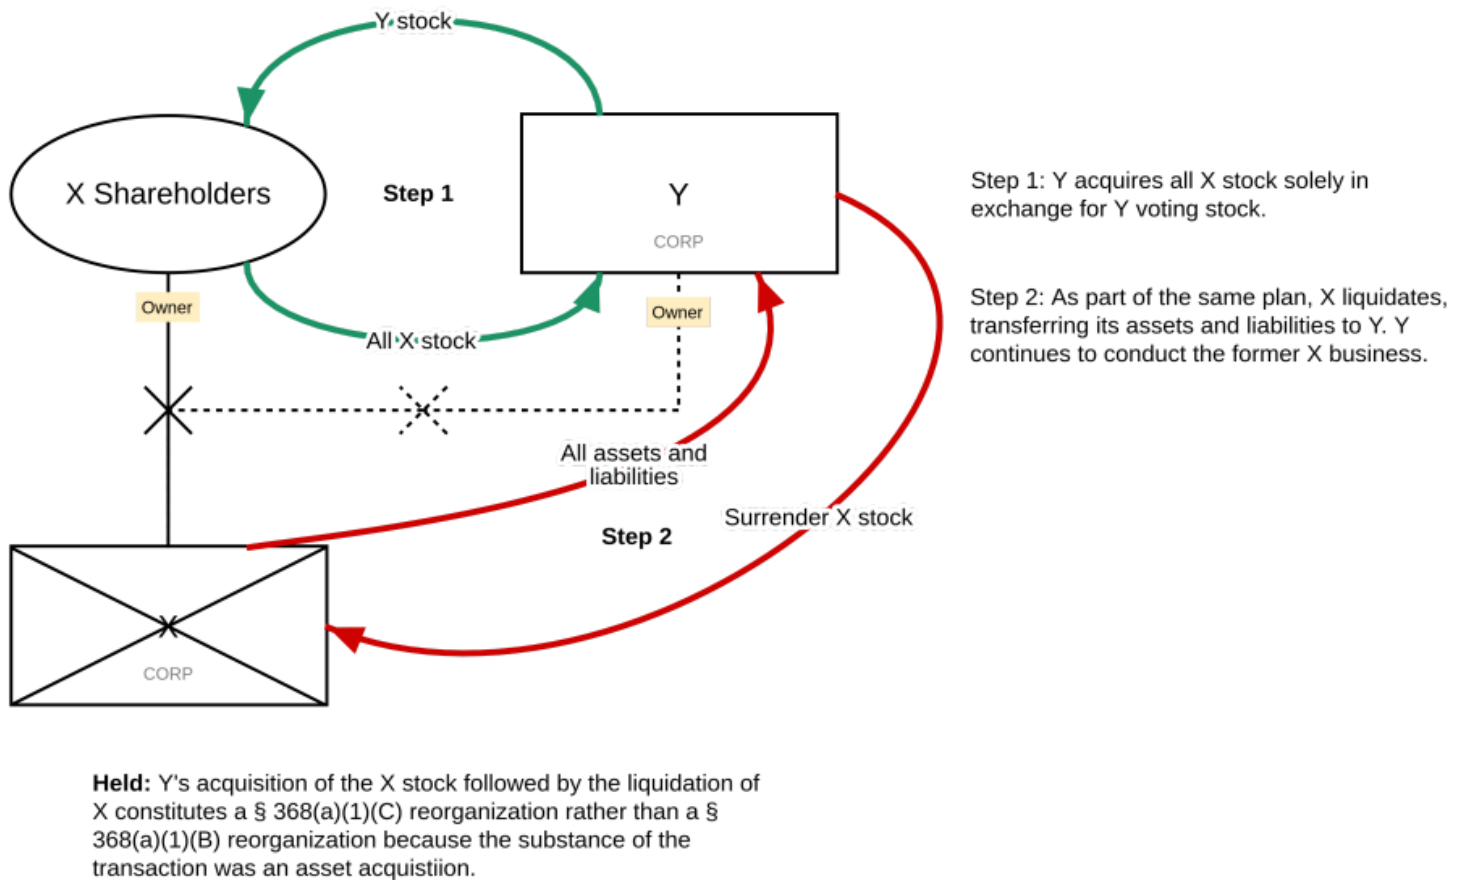 Y stock
X Shareholders
Step 1
Y
CORP
Step 1: Y acquires all X stock solely in
exchange for Y voting stock.
Owner
Owner
All X stock
Step 2: As part of the same plan, X liquidates,
transferring its assets and liabilities to Y. Y
continues to conduct the former X business.
All assets and
liabilities
Surrender X stock
Step 2
X
CORP
Held: Y's acquisition of the X stock followed by the liquidation of
X constitutes a § 368(a)(1)(C) reorganization rather than a §
368(a)(1)(B) reorganization because the substance of the
transaction was an asset acquistiion.